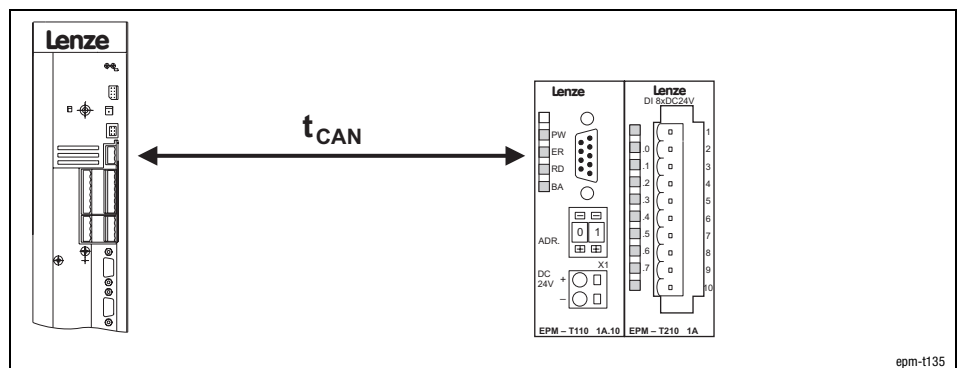 Lenze
t CAN
Lenze
PW
ER
RD
BA
ADR.
0 1
X1
DC
24V
+
–
EPM – T110 1A.10
Lenze
DI 8xDC24V
1
.0 2
.1 3
.2 4
.3 5
.4 6
.5 7
.6 8
.7 9
10
EPM – T210 1A
epm-t135